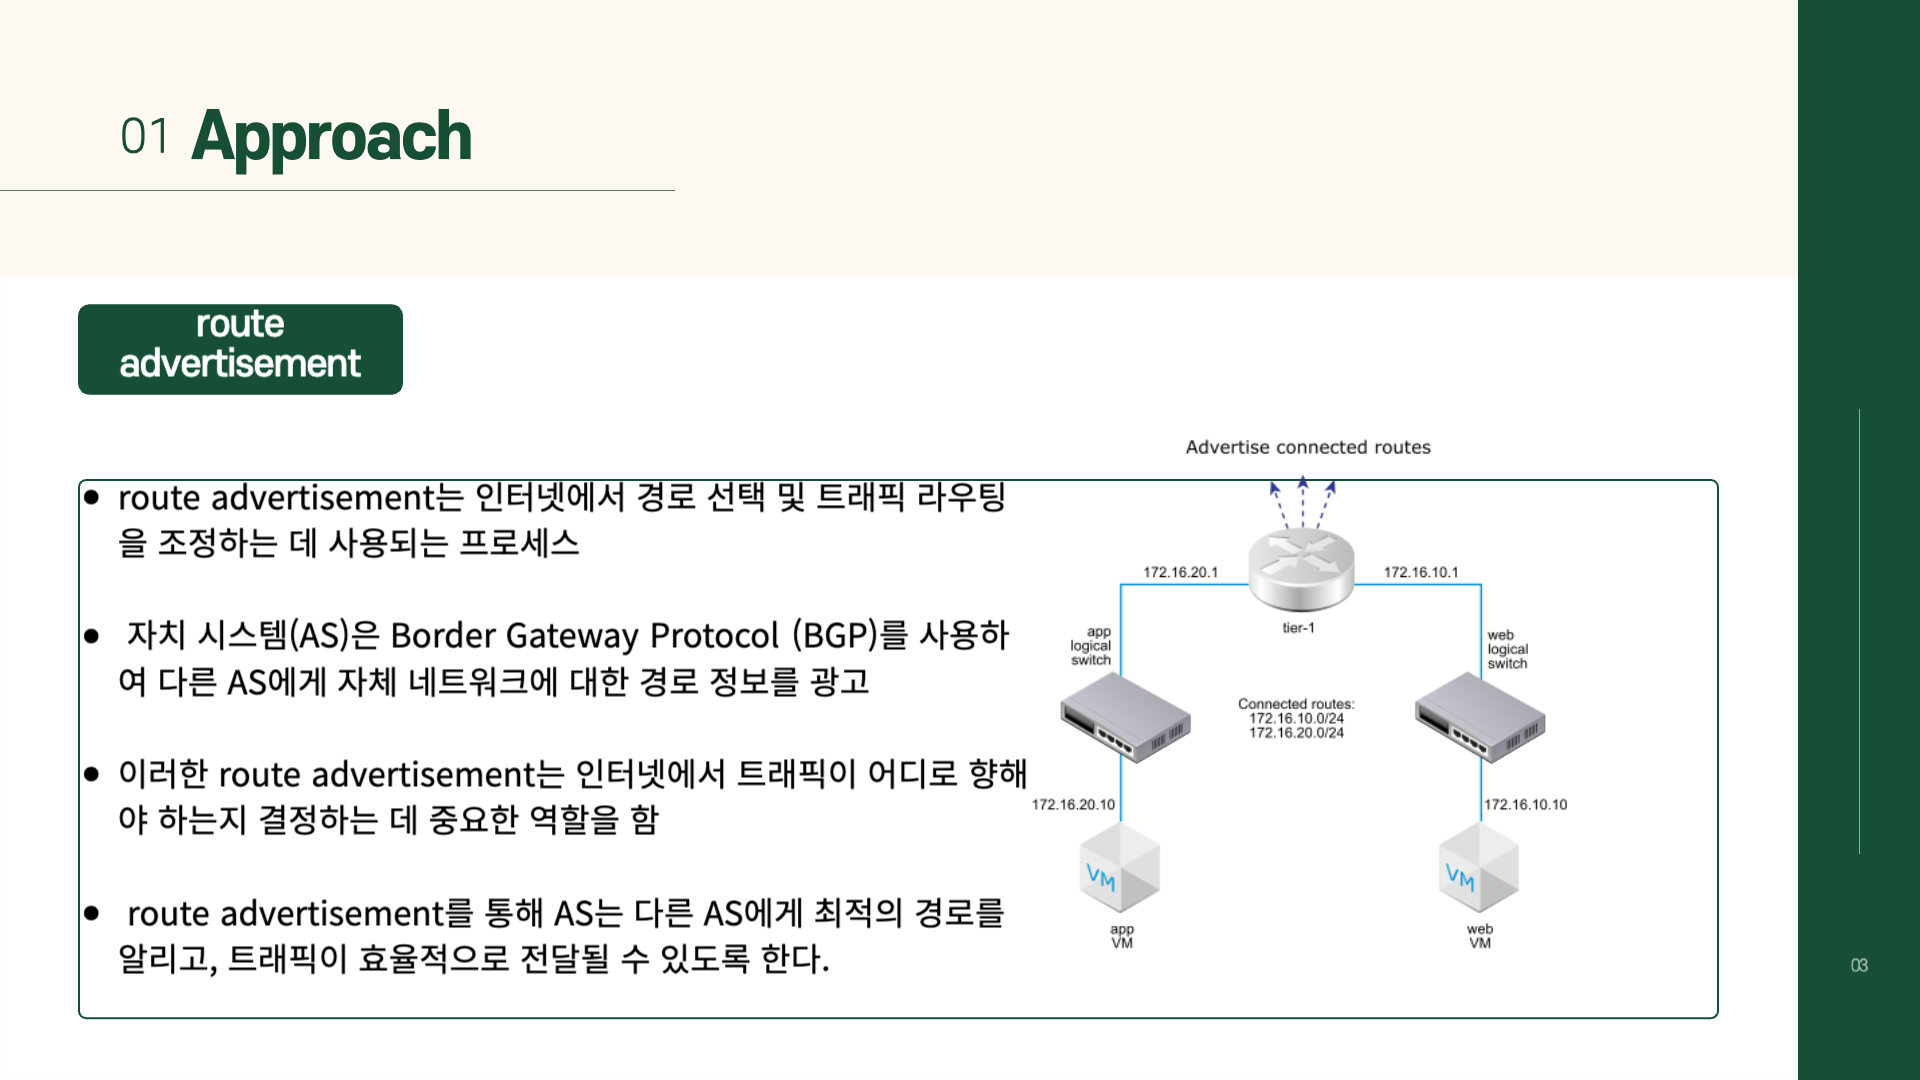 01 Approach
route
advertisement
● route advertisement는 인터넷에서 경로 선택 및 트래픽 라우팅
을 조정하는 데 사용되는 프로세스
● 자치 시스템(AS)은 Border Gateway Protocol (BGP)를 사용하
여 다른 AS에게 자체 네트워크에 대한 경로 정보를 광고
● 이러한 route advertisement는 인터넷에서 트래픽이 어디로 향해
야 하는지 결정하는 데 중요한 역할을 함
● route advertisement를 통해 AS는 다른 AS에게 최적의 경로를
알리고, 트래픽이 효율적으로 전달될 수 있도록 한다.
Advertise connected routes
172.16.20.1
172.16.10.1
tier-1
app
logical
switch
web
logical
switch
Connected routes:
172.16.10.0/24
172.16.20.0/24
172.16.20.10
172.16.10.10
VM
VM
app
VM
web
VM
03